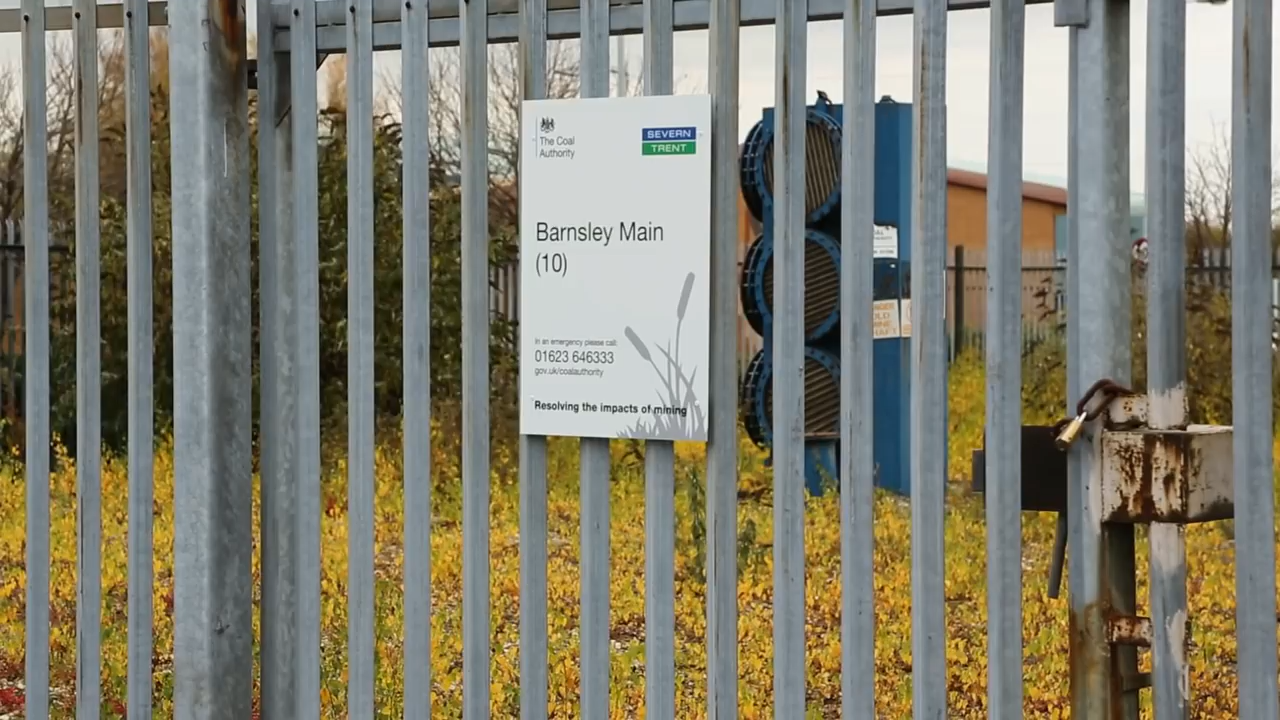 The Coal
Authority
SEVERN
TRENT
Barnsley Main
(10)
In an emergency please call:
01623 646333
gov.uk/coalauthority
Resolving the impacts of mining